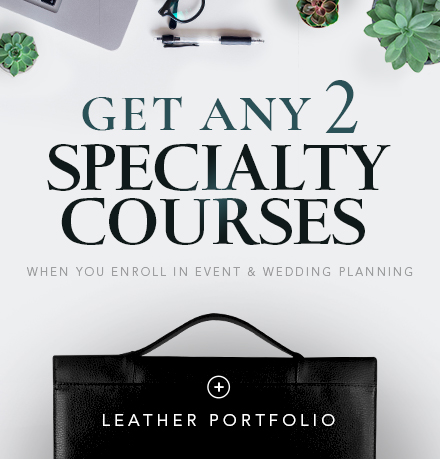 GET ANY 2
SPECIALTY
COURSES
WHEN YOU ENROLL IN EVENT & WEDDING PLANNING
+
LEATHER PORTFOLIO